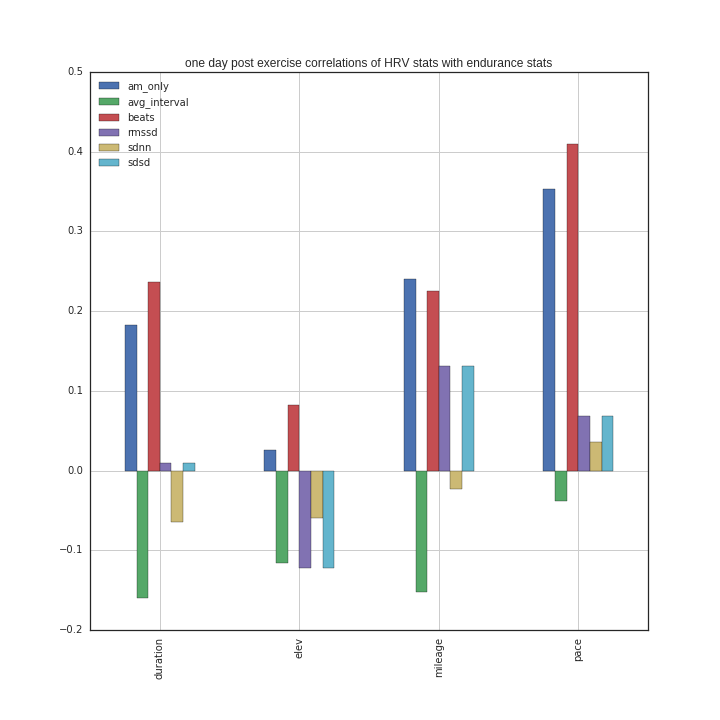 one day post exercise correlations of HRV stats with endurance stats
0.5
am_only
avg_interval
beats
rmssd
sdnn
sdsd
0.4
0.3
0.2
0.1
0.0
−0.1
−0.2
duration
elev
mileage
pace